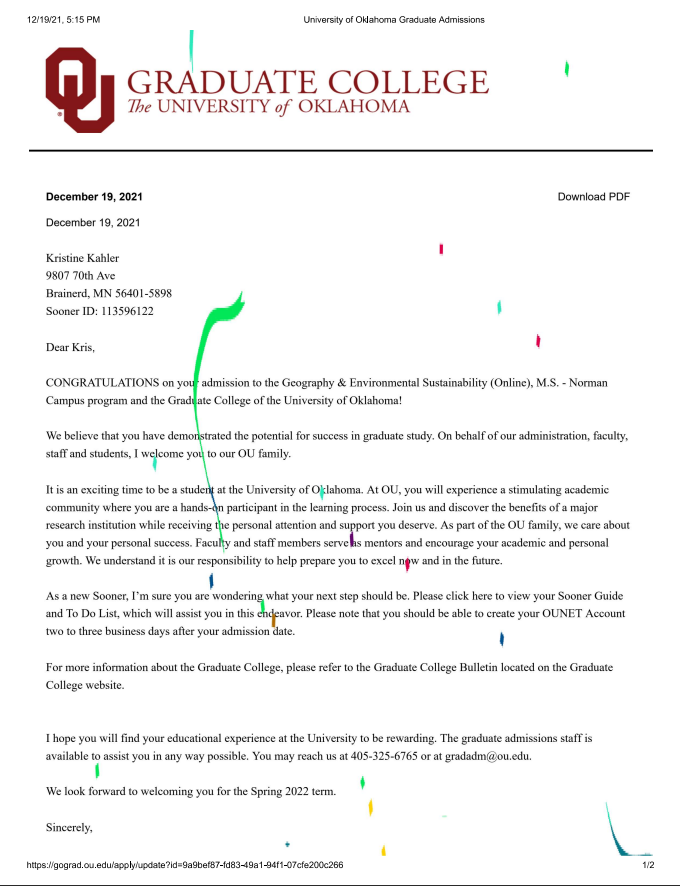 12/19/21, 5:15 PM
University of Oklahoma Graduate Admissions
OU
GRADUATE COLLEGE
The UNIVERSITY of OKLAHOMA
December 19, 2021
Download PDF
December 19, 2021
Kristine Kahler
9807 70th Ave
Brainerd, MN 56401-5898
Sooner ID: 113596122
Dear Kris,
CONGRATULATIONS on your admission to the Geography & Environmental Sustainability (Online), M.S. - Norman
Campus program and the Graduate College of the University of Oklahoma!
We believe that you have demonstrated the potential for success in graduate study. On behalf of our administration, faculty,
staff and students, I welcome you to our OU family.
It is an exciting time to be a student at the University of Oklahoma. At OU, you will experience a stimulating academic
community where you are a hands-on participant in the learning process. Join us and discover the benefits of a major
research institution while receiving the personal attention and support you deserve. As part of the OU family, we care about
you and your personal success. Faculty and staff members serve as mentors and encourage your academic and personal
growth. We understand it is our responsibility to help prepare you to excel now and in the future.
As a new Sooner, I'm sure you are wondering what your next step should be. Please click here to view your Sooner Guide
and To Do List, which will assist you in this endeavor. Please note that you should be able to create your OUNET Account
two to three business days after your admission date.
For more information about the Graduate College, please refer to the Graduate College Bulletin located on the Graduate
College website.
I hope you will find your educational experience at the University to be rewarding. The graduate admissions staff is
available to assist you in any way possible. You may reach us at 405-325-6765 or at gradadm@ou.edu.
We look forward to welcoming you for the Spring 2022 term.
Sincerely,
https://gograd.ou.edu/apply/update?id=9a9bef87-fd83-49a1-94f1-07cfe200c266
1/2